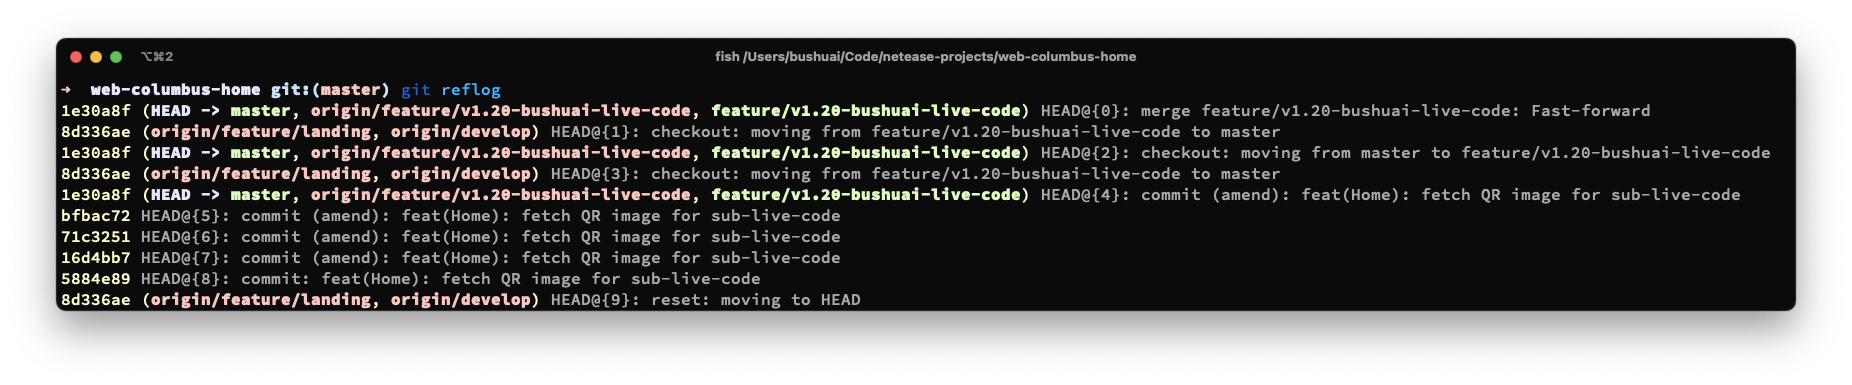 ⌥⌘2
fish /Users/bushuai/Code/netease-projects/web-columbus-home
➜ web-columbus-home git:(master) git reflog
1e30a8f (HEAD -> master, origin/feature/v1.20-bushuai-live-code, feature/v1.20-bushuai-live-code) HEAD@{0}: merge feature/v1.20-bushuai-live-code: Fast-forward
8d336ae (origin/feature/landing, origin/develop) HEAD@{1}: checkout: moving from feature/v1.20-bushuai-live-code to master
1e30a8f (HEAD -> master, origin/feature/v1.20-bushuai-live-code, feature/v1.20-bushuai-live-code) HEAD@{2}: checkout: moving from master to feature/v1.20-bushuai-live-code
8d336ae (origin/feature/landing, origin/develop) HEAD@{3}: checkout: moving from feature/v1.20-bushuai-live-code to master
1e30a8f (HEAD -> master, origin/feature/v1.20-bushuai-live-code, feature/v1.20-bushuai-live-code) HEAD@{4}: commit (amend): feat(Home): fetch QR image for sub-live-code
bfbac72 HEAD@{5}: commit (amend): feat(Home): fetch QR image for sub-live-code
71c3251 HEAD@{6}: commit (amend): feat(Home): fetch QR image for sub-live-code
16d4bb7 HEAD@{7}: commit (amend): feat(Home): fetch QR image for sub-live-code
5884e89 HEAD@{8}: commit: feat(Home): fetch QR image for sub-live-code
8d336ae (origin/feature/landing, origin/develop) HEAD@{9}: reset: moving to HEAD